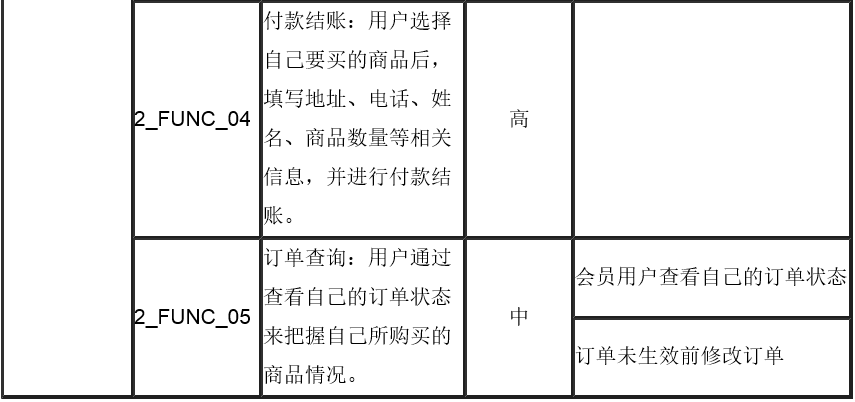 2_FUNC_04
付款结账：用户选择
自己要买的商品后，
填写地址、电话、姓
名、商品数量等相关
信息，并进行付款结
账。
高
2_FUNC_05
订单查询：用户通过
查看自己的订单状态
来把握自己所购买的
商品情况。
中
会员用户查看自己的订单状态
订单未生效前修改订单